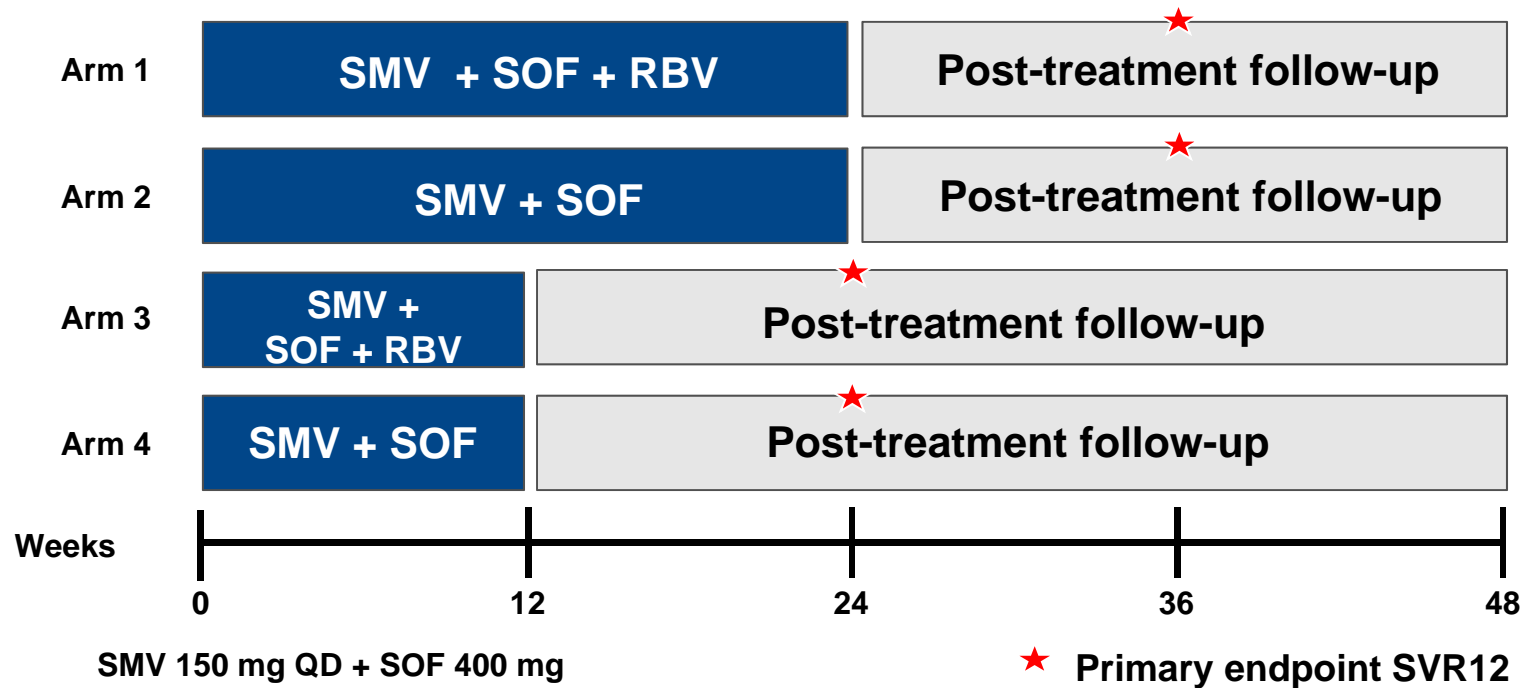 Arm 1
SMV + SOF + RBV
Post-treatment follow-up
Arm 2
SMV + SOF
Post-treatment follow-up
Arm 3
SMV +
SOF + RBV
Post-treatment follow-up
Arm 4
SMV + SOF
Post-treatment follow-up
Weeks
0
12
24
36
48
SMV 150 mg QD + SOF 400 mg
Primary endpoint SVR12